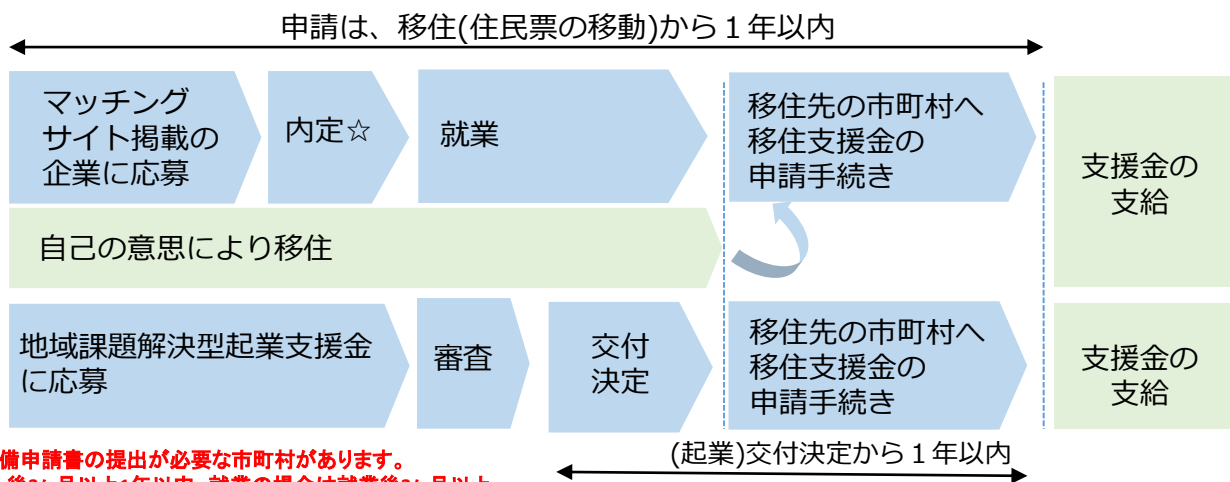 申請は、移住(住民票の移動)から１年以内
マッチング
サイト掲載の
企業に応募
内定☆
就業
移住先の市町村へ
移住支援金の
申請手続き
支援金の
支給
自己の意思により移住
地域課題解決型起業支援金
に応募
審査
交付
決定
移住先の市町村へ
移住支援金の
申請手続き
支援金の
支給
備申請書の提出が必要な市町村があります。
(起業)交付決定から１年以内